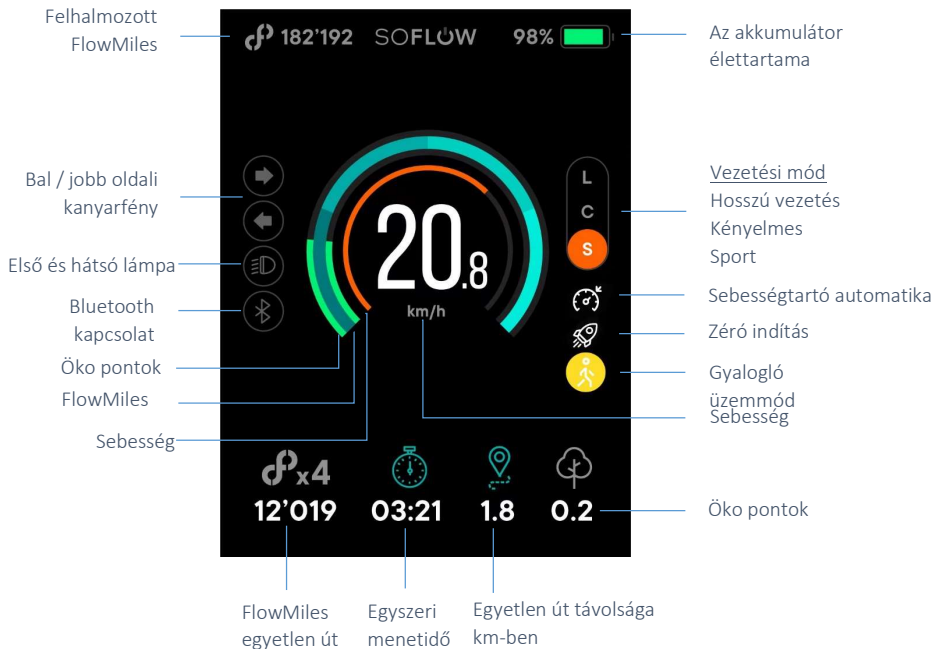 Felhalmozott
FlowMiles
182'192 SOFLOW 98%
Az akkumulátor
élettartama
Bal / jobb oldali
kanyarfény
Első és hátsó lámpa
Bluetooth
kapcsolat
Öko pontok
FlowMiles
Sebesség
20.8
km/h
L
C
S
Vezetési mód
Hosszú vezetés
Kényelmes
Sport
Sebességtartó automatika
Zéró indítás
Gyalogló
üzemmód
Sebesség
x4
12'019 03:21 1.8 0.2
Öko pontok
FlowMiles
egyetlen út
Egyszeri
menetidő
Egyetlen út távolsága
km-ben